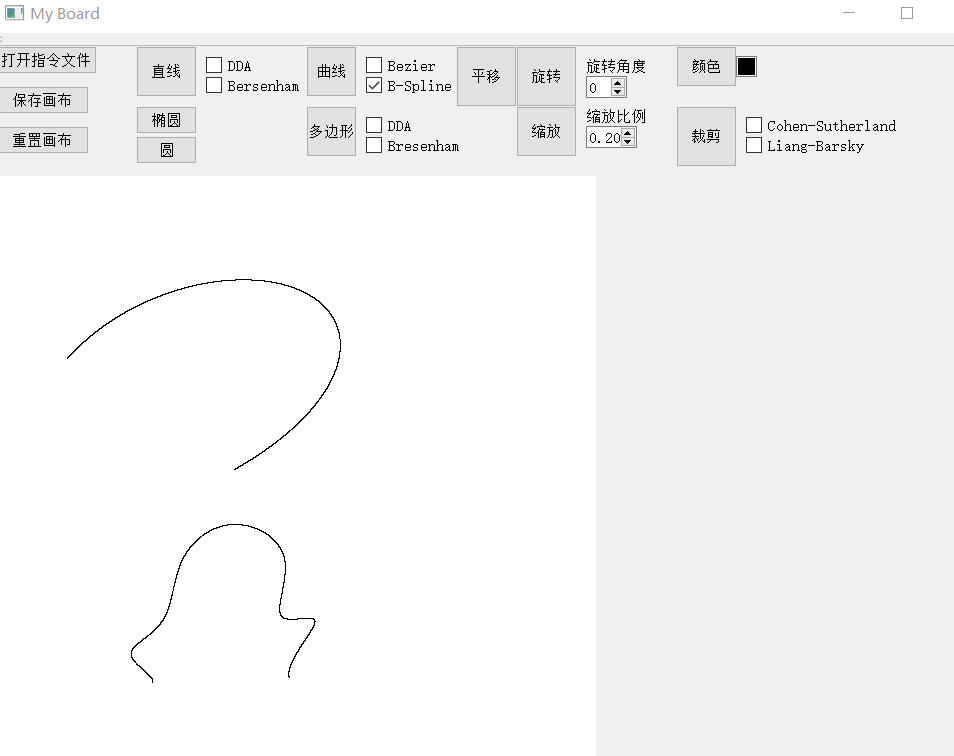 My Board
打开指令文件
保存画布
重置画布
直线
DDA
Bersenham
椭圆
圆
曲线
Bezier
B-Spline
多边形
DDA
Bresenham
平移
旋转
旋转角度
0
缩放
缩放比例
0.20
颜色
裁剪
Cohen-Sutherland
Liang-Barsky